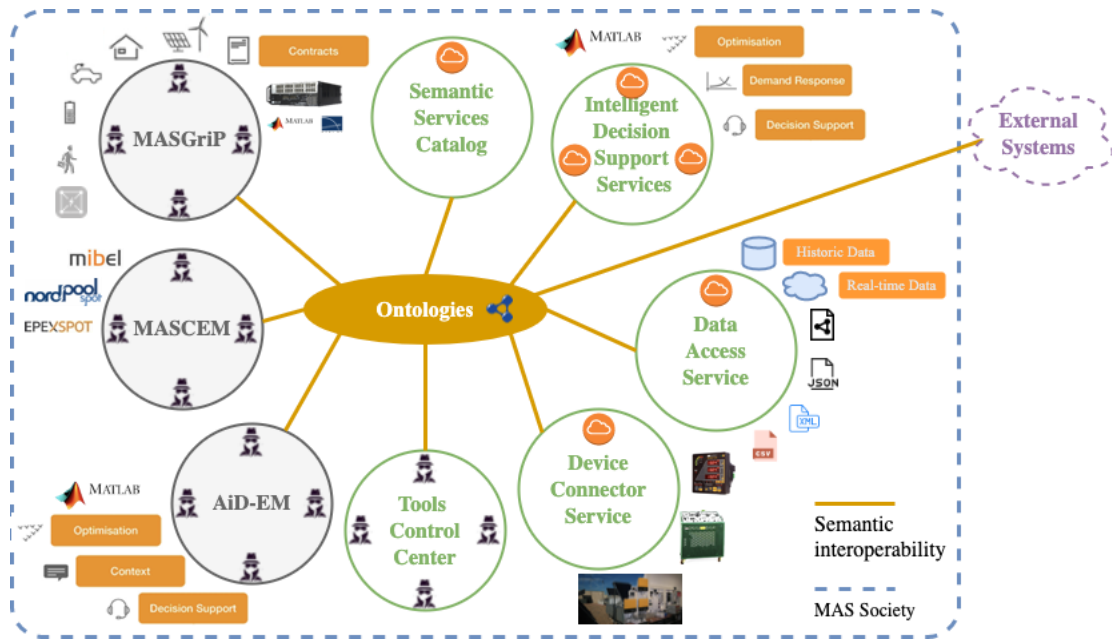 Contracts
MATLAB
MASGriP
Semantic
Services
Catalog
MATLAB
Optimisation
Demand Response
Decision Support
Intelligent
Decision
Support
Services
External
Systems
mibel
nordpool
spot
EPEXSPOT
MASCEM
Ontologies
Historic Data
Real-time Data
Data
Access
Service
JSON
XML
CSV
MATLAB
Optimisation
Context
Decision Support
AiD-EM
Tools
Control
Center
Device
Connector
Service
Semantic
interoperability
MAS Society